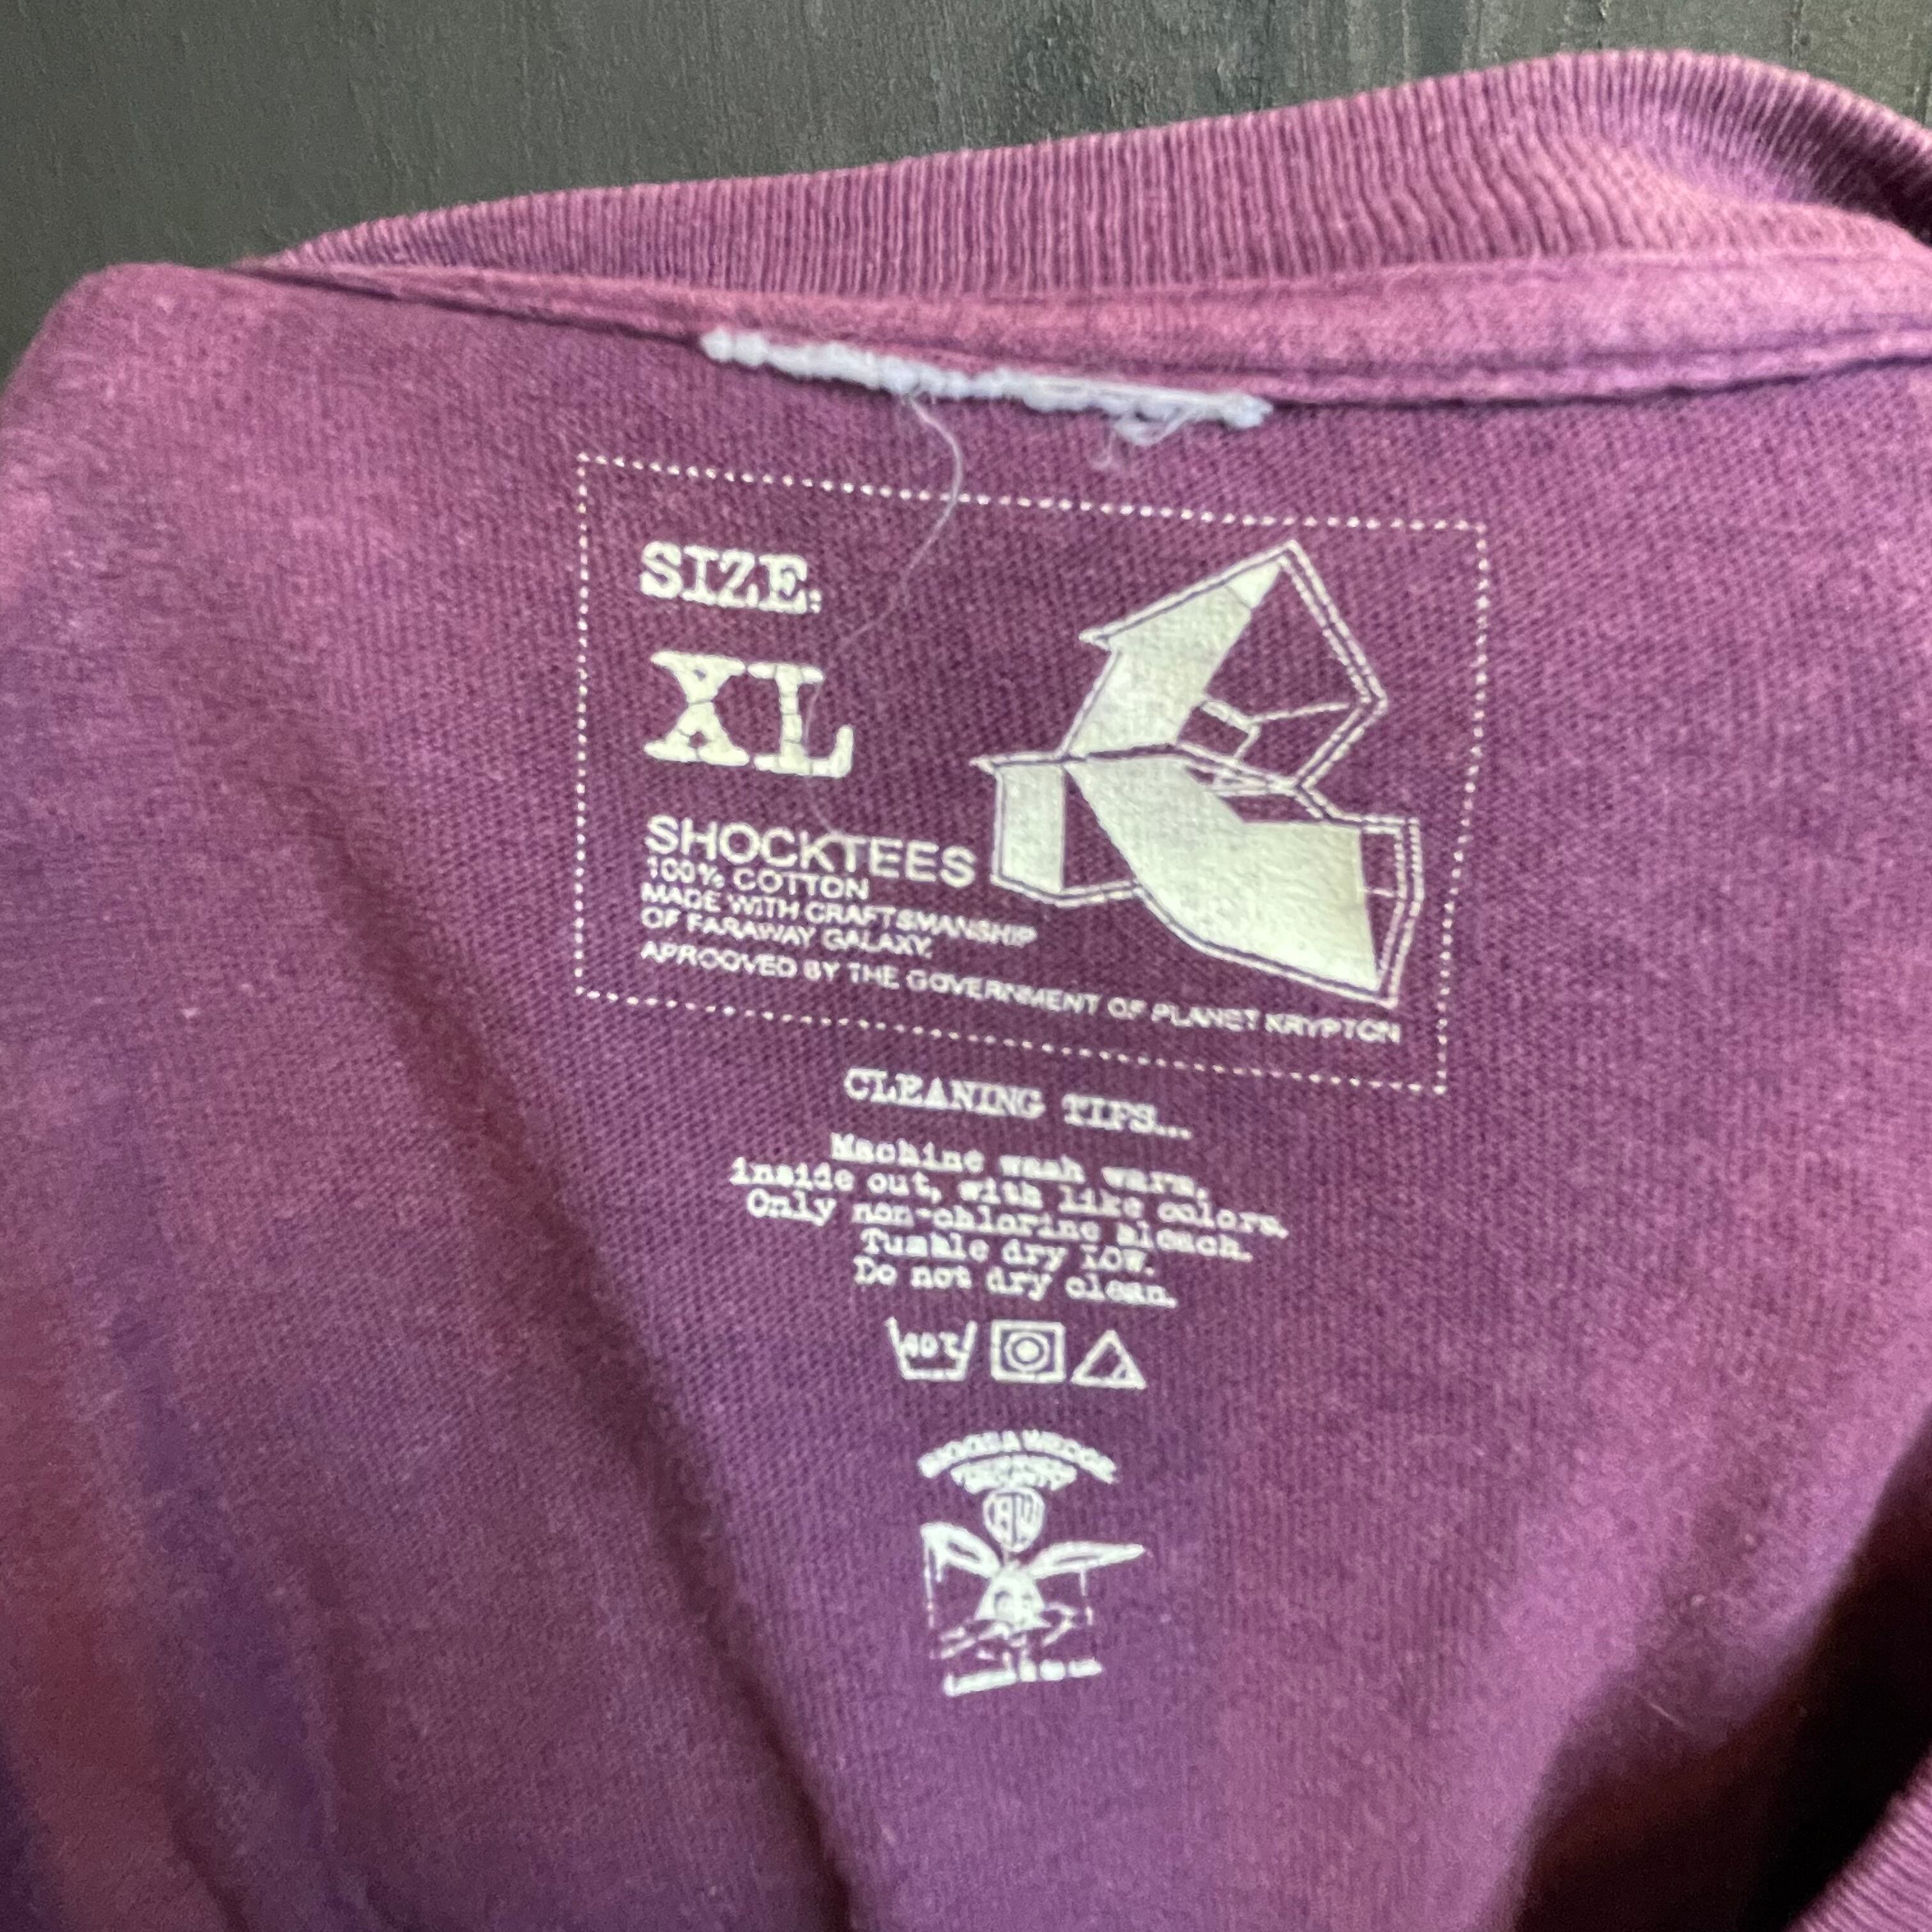 SIZE:
XL
SHOCKTEES
100% COTTON
MADE WITH CRAFTSMANSHIP
OF FARAWAY GALAXY.
APROOVED BY THE GOVERNMENT OF PLANET KRYPTON
CLEANING TIPS...
Machine wash warm,
inside out, with like colors.
Only non-chlorine bleach.
Tumble dry LOW.
Do not dry clean.